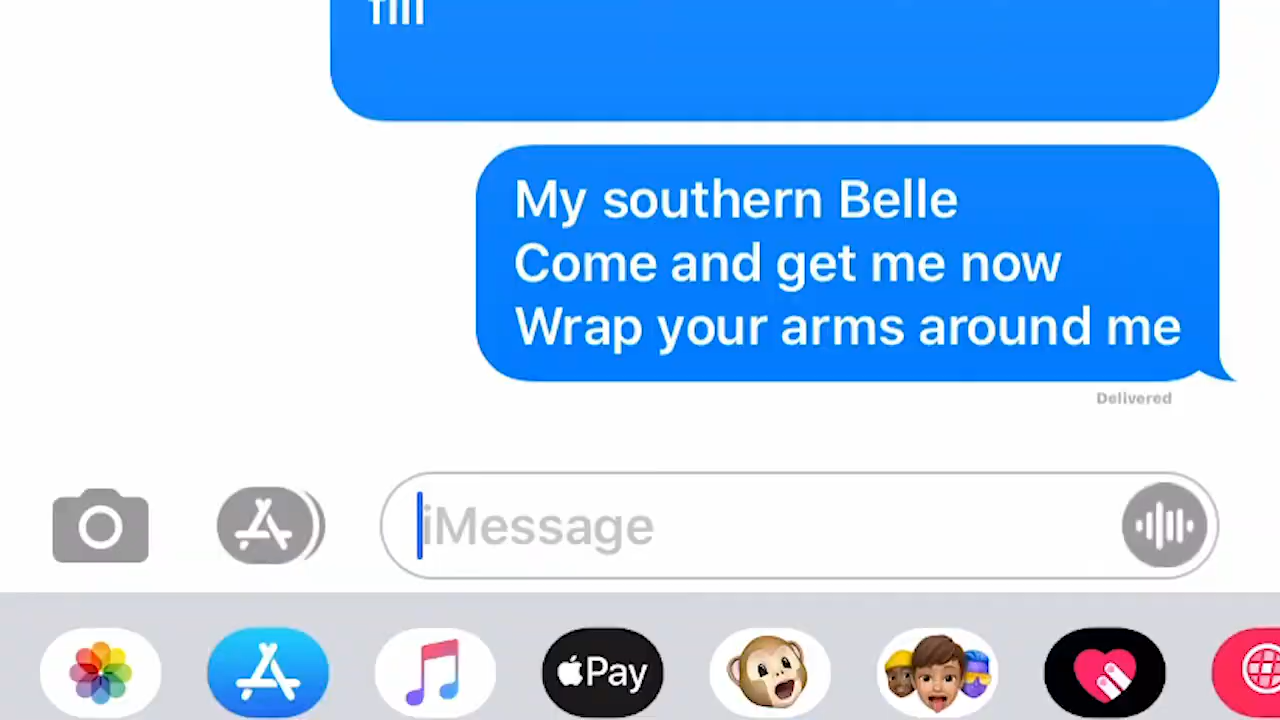 My southern Belle
Come and get me now
Wrap your arms around me
Delivered
iMessage
Pay